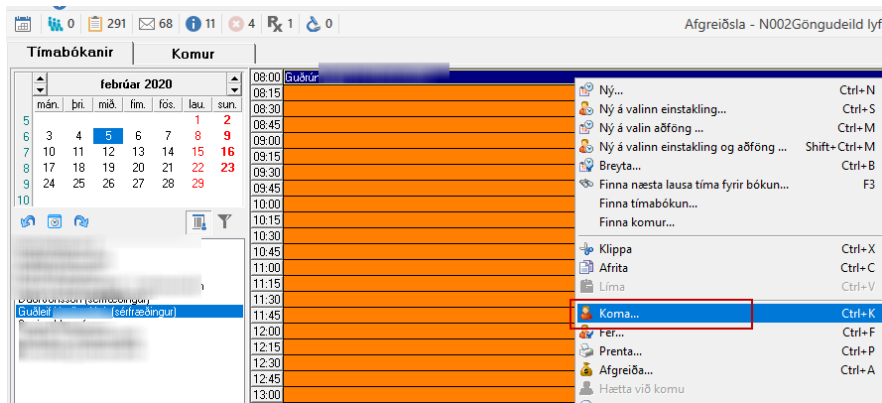 0 291 68 11 4 Rx 1 0 Afgreiðsla - N002Göngudeild lyf
Tímabókanir Komur
febrúar 2020
mán. þri. mið. fim. fös. lau. sun.
5 1 2
6 3 4 5 6 7 8 9
7 10 11 12 13 14 15 16
8 17 18 19 20 21 22 23
9 24 25 26 27 28 29
10
(sérfræðingur)
Guðleif (sérfræðingur)
08:00 Guðrún
08:15
08:30
08:45
09:00
09:15
09:30
09:45
10:00
10:15
10:30
10:45
11:00
11:15
11:30
11:45
12:00
12:15
12:30
12:45
13:00
Ný... Ctrl+N
Ný á valinn einstakling... Ctrl+S
Ný á valinn aðföng ... Ctrl+M
Ný á valinn einstakling og aðföng ... Shift+Ctrl+M
Breyta... Ctrl+B
Finna næsta lausa tíma fyrir bókun... F3
Finna tímabókun...
Finna komur...
Klippa Ctrl+X
Afrita Ctrl+C
Líma Ctrl+V
Koma... Ctrl+K
Fer... Ctrl+F
Prenta... Ctrl+P
Afgreiða... Ctrl+A
Hætta við komu